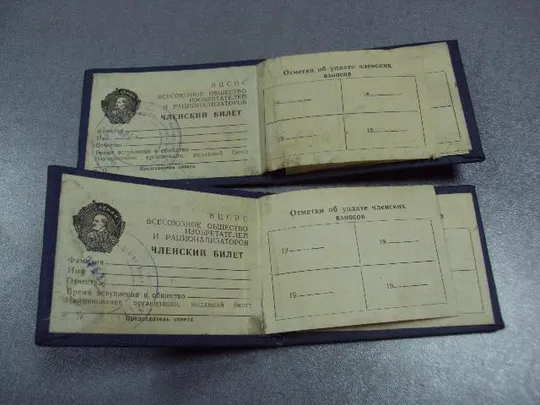 ВЦСПС
ВСЕСОЮЗНОЕ ОБЩЕСТВО
ИЗОБРЕТАТЕЛЕЙ
И РАЦИОНАЛИЗАТОРОВ
ЧЛЕНСКИЙ БИЛЕТ
Фамилия
Имя
Отчество
Время вступления в общество
Наименование организации, выдавшей билет
Председатель совета
Отметки об уплате членских
взносов
19 19
19 19
ВЦСПС
ВСЕСОЮЗНОЕ ОБЩЕСТВО
ИЗОБРЕТАТЕЛЕЙ
И РАЦИОНАЛИЗАТОРОВ
ЧЛЕНСКИЙ БИЛЕТ
Фамилия
Имя
Отчество
Время вступления в общество
Наименование организации, выдавшей билет
Председатель совета
Отметки об уплате членских
взносов
19 19
19 19